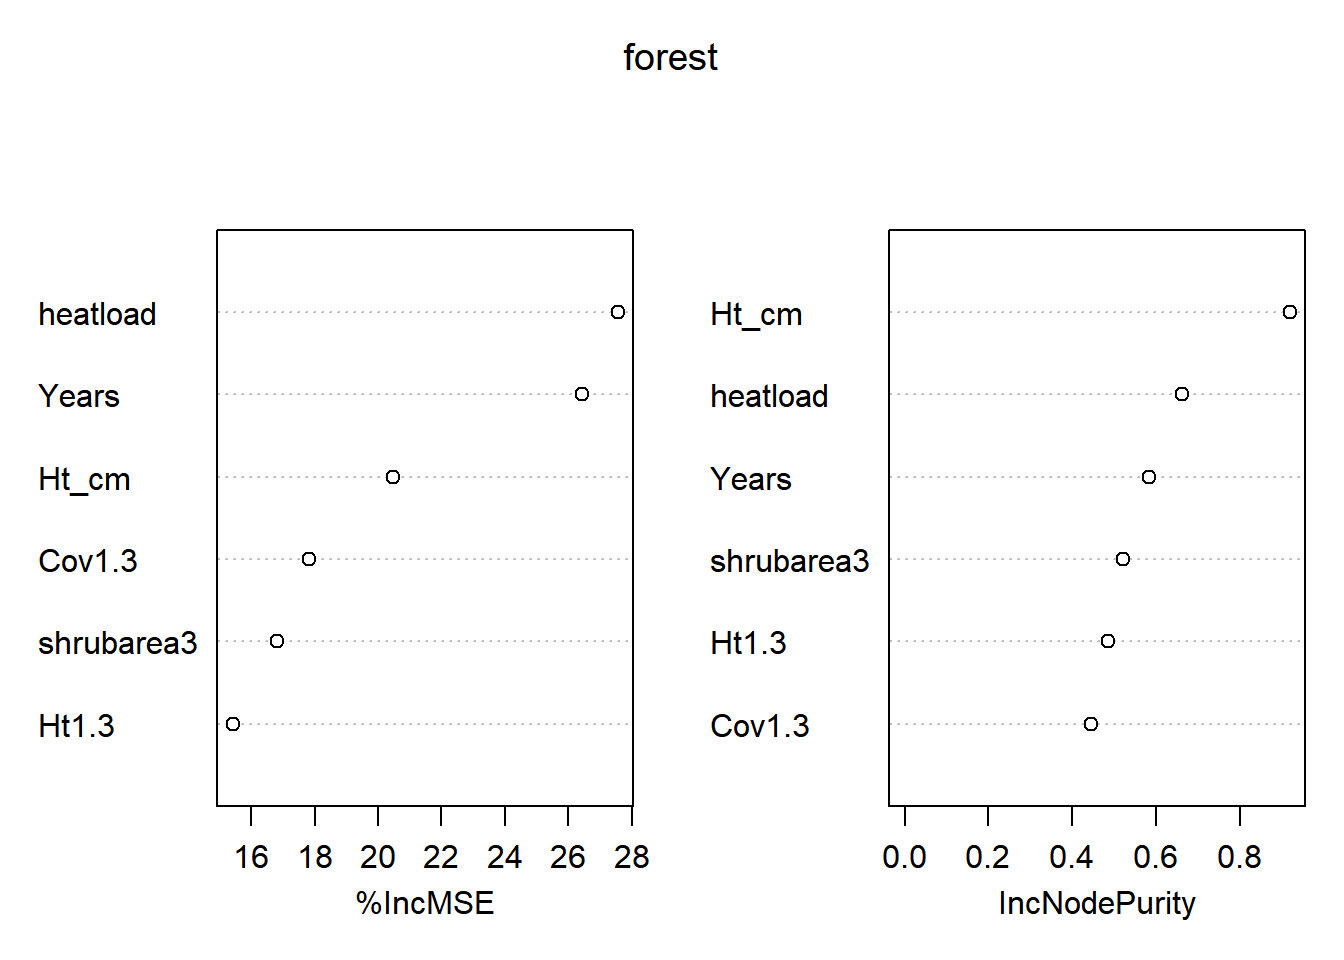 forest
heatload
Years
Ht_cm
Cov1.3
shrubarea3
Ht1.3
16 18 20 22 24 26 28
%IncMSE
Ht_cm
heatload
Years
shrubarea3
Ht1.3
Cov1.3
0.0 0.2 0.4 0.6 0.8
IncNodePurity